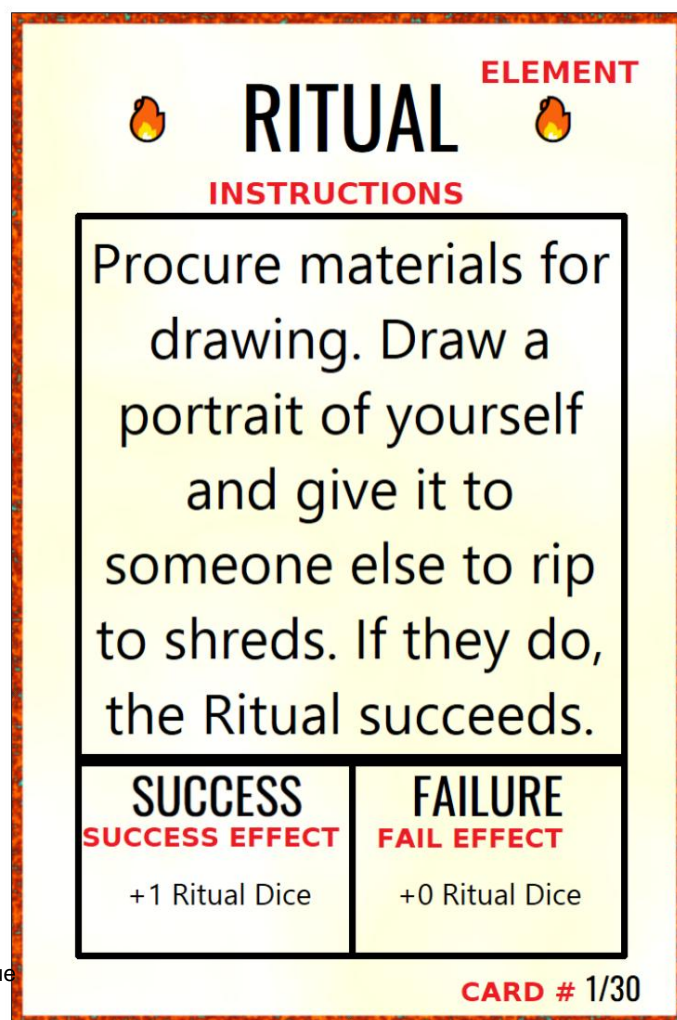 ELEMENT
RITUAL
INSTRUCTIONS
Procure materials for
drawing. Draw a
portrait of yourself
and give it to
someone else to rip
to shreds. If they do,
the Ritual succeeds.
SUCCESS FAILURE
SUCCESS EFFECT FAIL EFFECT
+1 Ritual Dice +0 Ritual Dice
CARD # 1/30